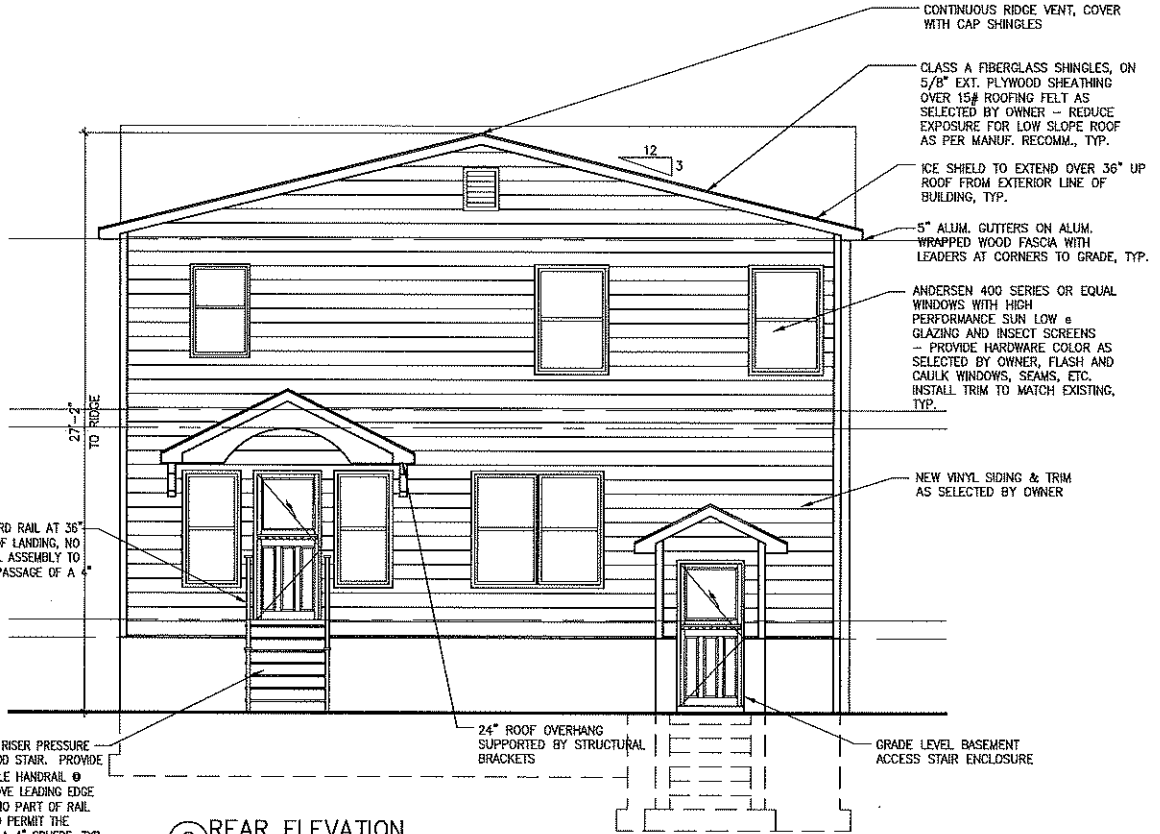 CONTINUOUS RIDGE VENT, COVER
WITH CAP SHINGLES
CLASS A FIBERGLASS SHINGLES, ON
5/8" EXT. PLYWOOD SHEATHING
OVER 15# ROOFING FELT AS
SELECTED BY OWNER - REDUCE
EXPOSURE FOR LOW SLOPE ROOF
AS PER MANUF. RECOMM., TYP.
12
3
ICE SHIELD TO EXTEND OVER 36" UP
ROOF FROM EXTERIOR LINE OF
BUILDING, TYP.
5" ALUM. GUTTERS ON ALUM.
WRAPPED WOOD FASCIA WITH
LEADERS AT CORNERS TO GRADE, TYP.
ANDERSEN 400 SERIES OR EQUAL
WINDOWS WITH HIGH
PERFORMANCE SUN LOW e
GLAZING AND INSECT SCREENS
- PROVIDE HARDWARE COLOR AS
SELECTED BY OWNER, FLASH AND
CAULK WINDOWS, SEAMS, ETC.
INSTALL TRIM TO MATCH EXISTING,
TYP.
27'-2"
TO RIDGE
NEW VINYL SIDING & TRIM
AS SELECTED BY OWNER
RD RAIL AT 36"
OF LANDING, NO
ASSEMBLY TO
PASSAGE OF A 4"
RISER PRESSURE
OD STAIR. PROVIDE
LE HANDRAIL @
VE LEADING EDGE
NO PART OF RAIL
O PERMIT THE
A 4" SPHERE, TYP.
24" ROOF OVERHANG
SUPPORTED BY STRUCTURAL
BRACKETS
GRADE LEVEL BASEMENT
ACCESS STAIR ENCLOSURE
REAR ELEVATION